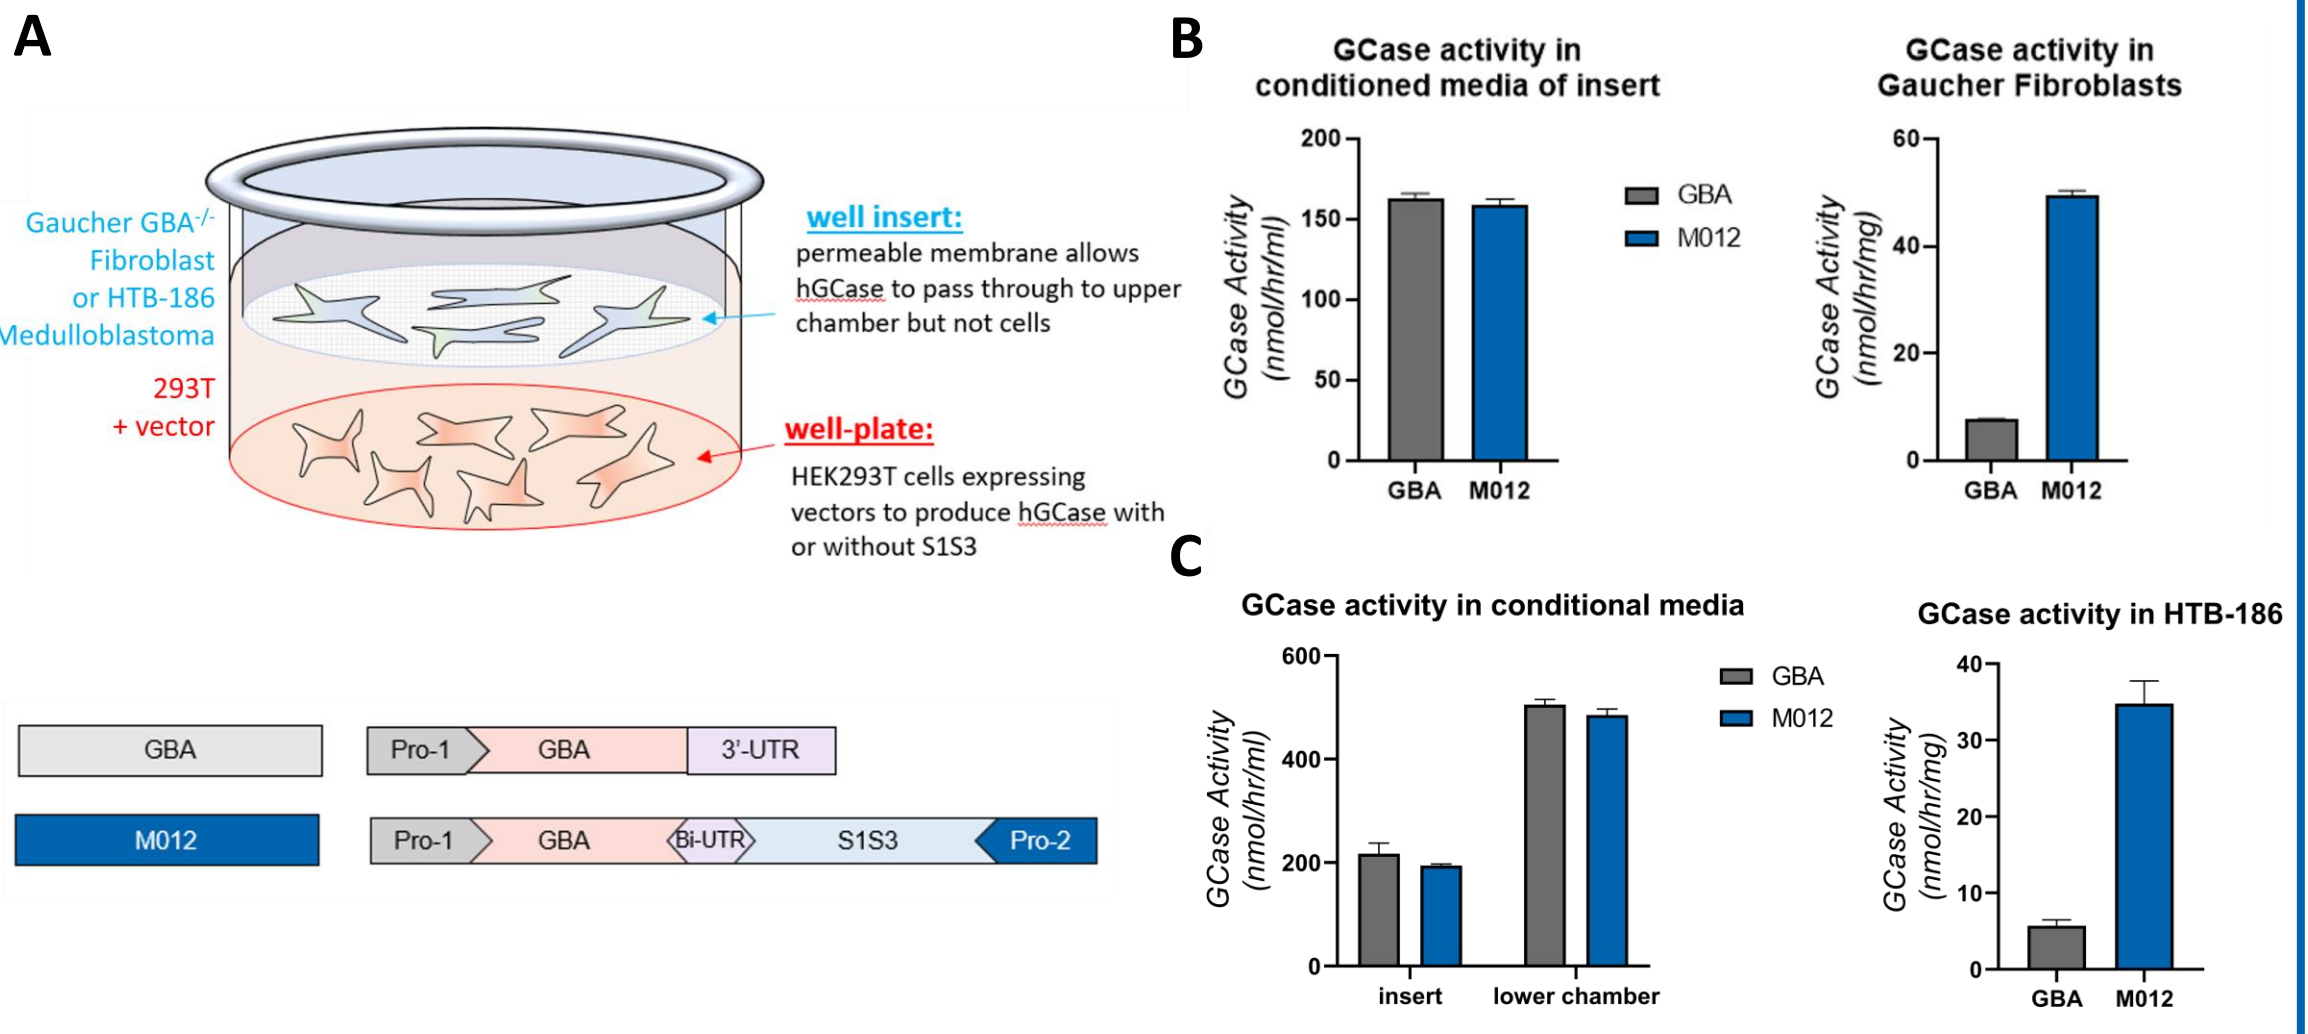 A
Gaucher GBA-/-
Fibroblast
or HTB-186
Medulloblastoma
293T
+ vector
well insert:
permeable membrane allows
hGCase to pass through to upper
chamber but not cells
well-plate:
HEK293T cells expressing
vectors to produce hGCase with
or without S1S3
GBA
Pro-1
GBA
3'-UTR
M012
Pro-1
GBA
Bi-UTR
S1S3
Pro-2
B
GCase activity in
conditioned media of insert
GCase Activity
(nmol/hr/ml)
200
150
100
50
0
GBA
M012
GBA
M012
GCase activity in
Gaucher Fibroblasts
GCase Activity
(nmol/hr/mg)
60
40
20
0
GBA
M012
C
GCase activity in conditional media
GCase Activity
(nmol/hr/ml)
600
400
200
0
insert
lower chamber
GBA
M012
GCase activity in HTB-186
GCase Activity
(nmol/hr/mg)
40
30
20
10
0
GBA
M012